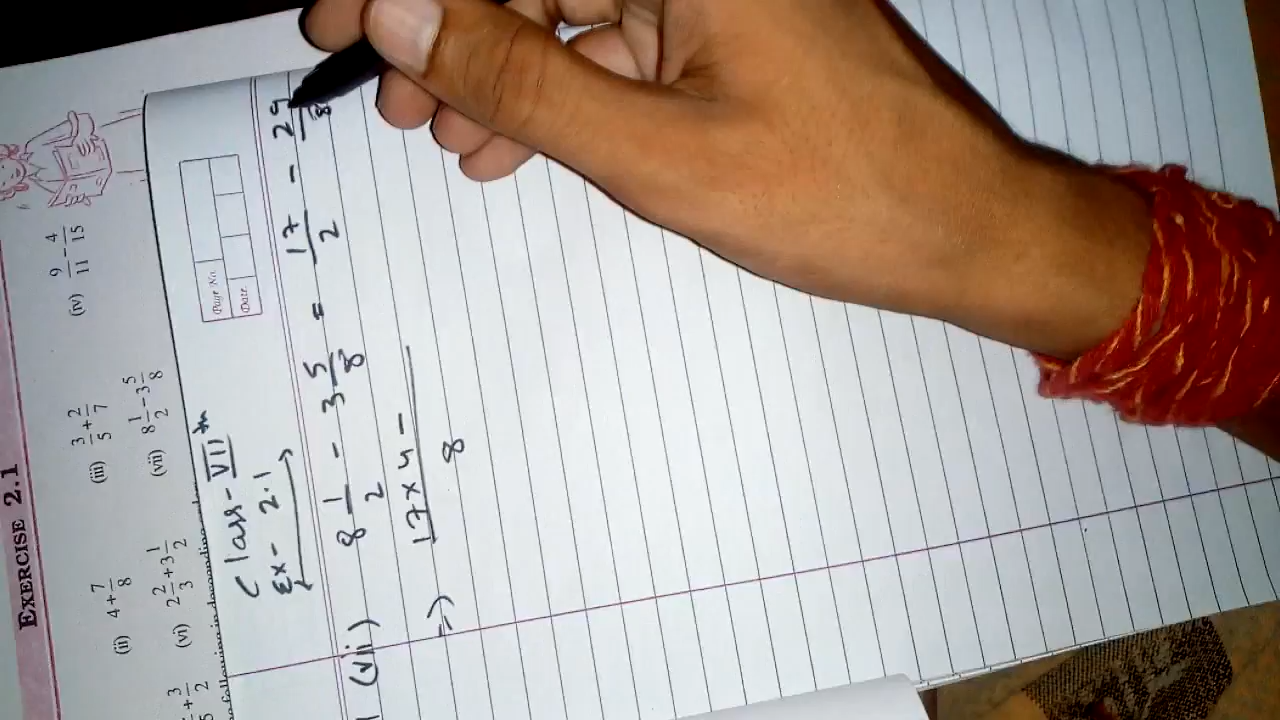 EXERCISE 2.1
(ii) 4 + 7/8 (iii) 3/5 + 2/7 (iv) 9/11 - 4/15
(vi) 2 2/3 + 3 1/2 (vii) 8 1/2 - 3 5/8
Page No.
Date
Class - VII th
Ex - 2.1
1 (vii) 8 1/2 - 3 5/8 = 17/2 - 29/8
=> 17 x 4 - / 8